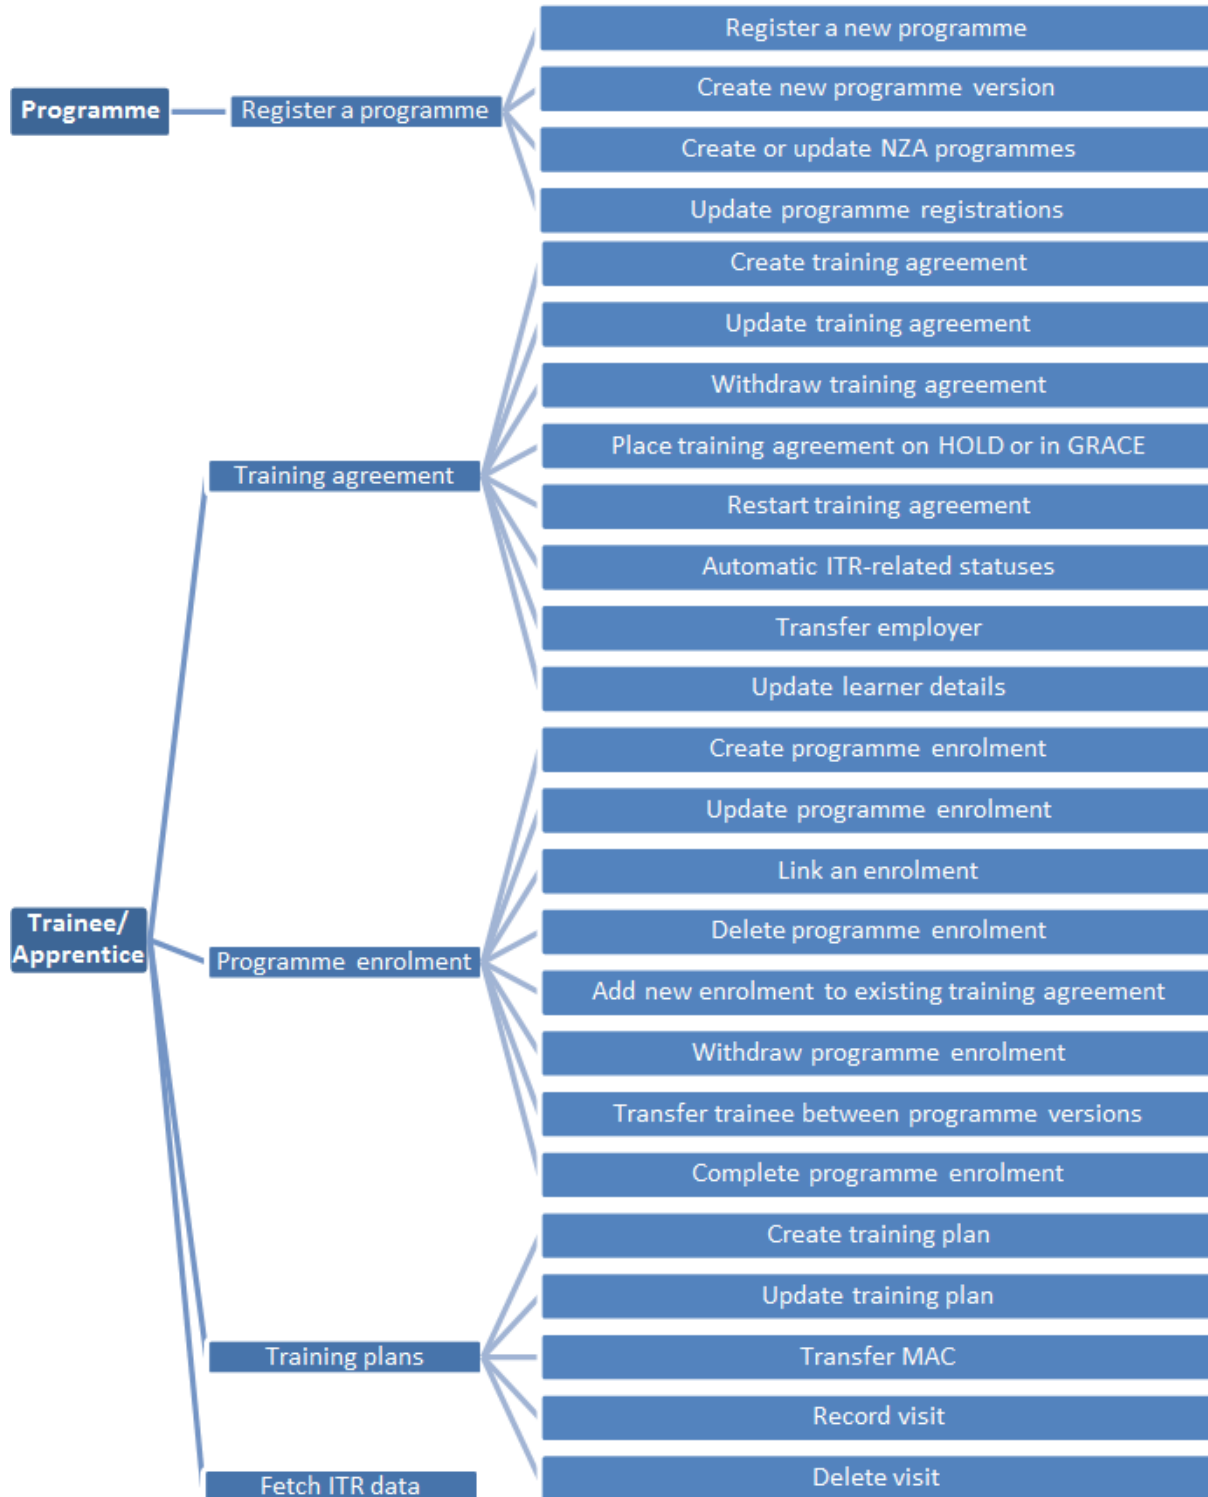 Programme
Register a programme
Register a new programme
Create new programme version
Create or update NZA programmes
Update programme registrations
Trainee/
Apprentice
Training agreement
Create training agreement
Update training agreement
Withdraw training agreement
Place training agreement on HOLD or in GRACE
Restart training agreement
Automatic ITR-related statuses
Transfer employer
Update learner details
Programme enrolment
Create programme enrolment
Update programme enrolment
Link an enrolment
Delete programme enrolment
Add new enrolment to existing training agreement
Withdraw programme enrolment
Transfer trainee between programme versions
Complete programme enrolment
Training plans
Create training plan
Update training plan
Transfer MAC
Record visit
Delete visit
Fetch ITR data